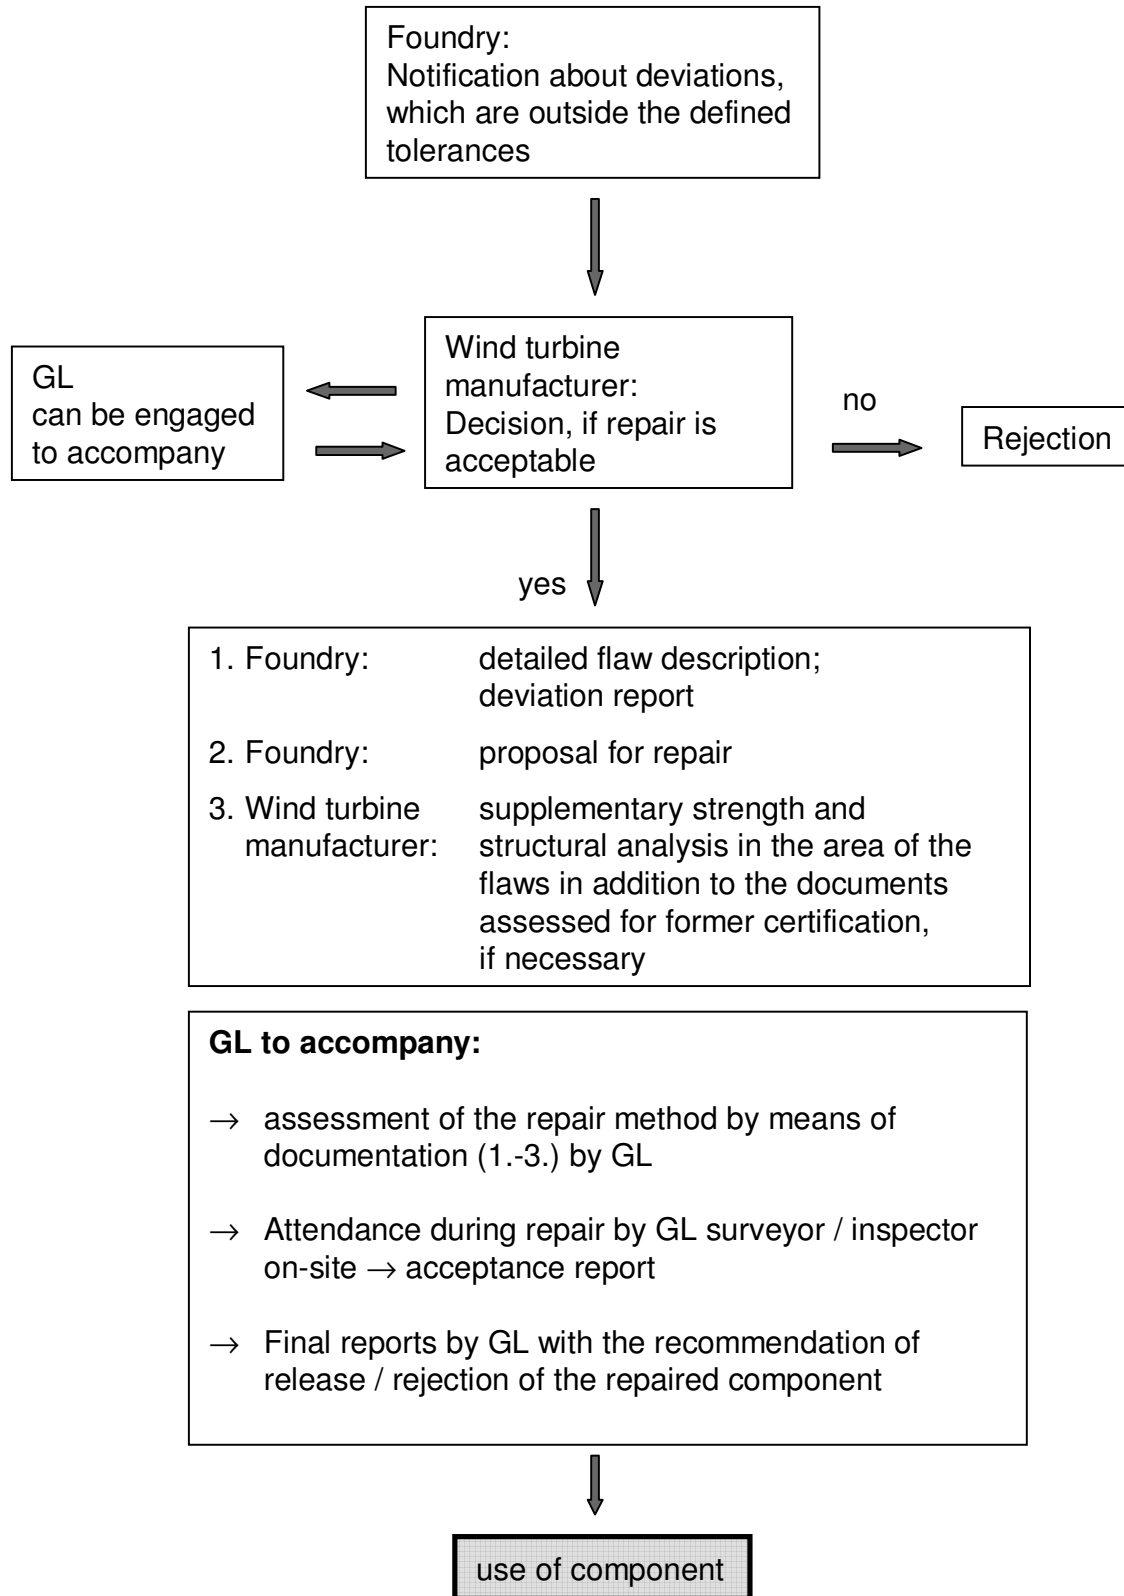 Foundry:
Notification about deviations,
which are outside the defined
tolerances
GL
can be engaged
to accompany
Wind turbine
manufacturer:
Decision, if repair is
acceptable
no
Rejection
yes
1. Foundry: detailed flaw description;
deviation report
2. Foundry: proposal for repair
3. Wind turbine supplementary strength and
manufacturer: structural analysis in the area of the
flaws in addition to the documents
assessed for former certification,
if necessary
GL to accompany:
→ assessment of the repair method by means of
documentation (1.-3.) by GL
→ Attendance during repair by GL surveyor / inspector
on-site → acceptance report
→ Final reports by GL with the recommendation of
release / rejection of the repaired component
use of component